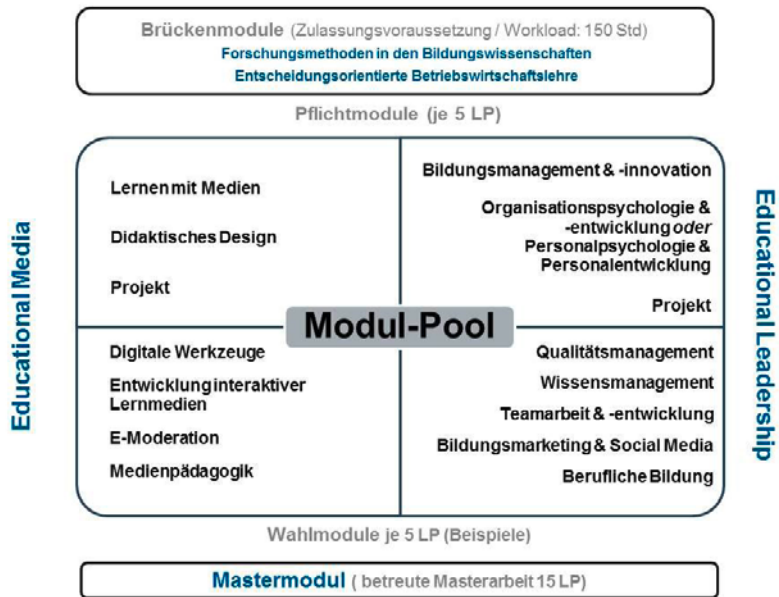 Brückenmodule (Zulassungsvoraussetzung / Workload: 150 Std)
Forschungsmethoden in den Bildungswissenschaften
Entscheidungsorientierte Betriebswirtschaftslehre
Pflichtmodule (je 5 LP)
Educational Media
Lernen mit Medien
Didaktisches Design
Projekt
Bildungsmanagement & -innovation
Organisationspsychologie &
-entwicklung oder
Personalpsychologie &
Personalentwicklung
Projekt
Educational Leadership
Modul-Pool
Digitale Werkzeuge
Entwicklung interaktiver
Lernmedien
E-Moderation
Medienpädagogik
Qualitätsmanagement
Wissensmanagement
Teamarbeit & -entwicklung
Bildungsmarketing & Social Media
Berufliche Bildung
Wahlmodule je 5 LP (Beispiele)
Mastermodul ( betreute Masterarbeit 15 LP)